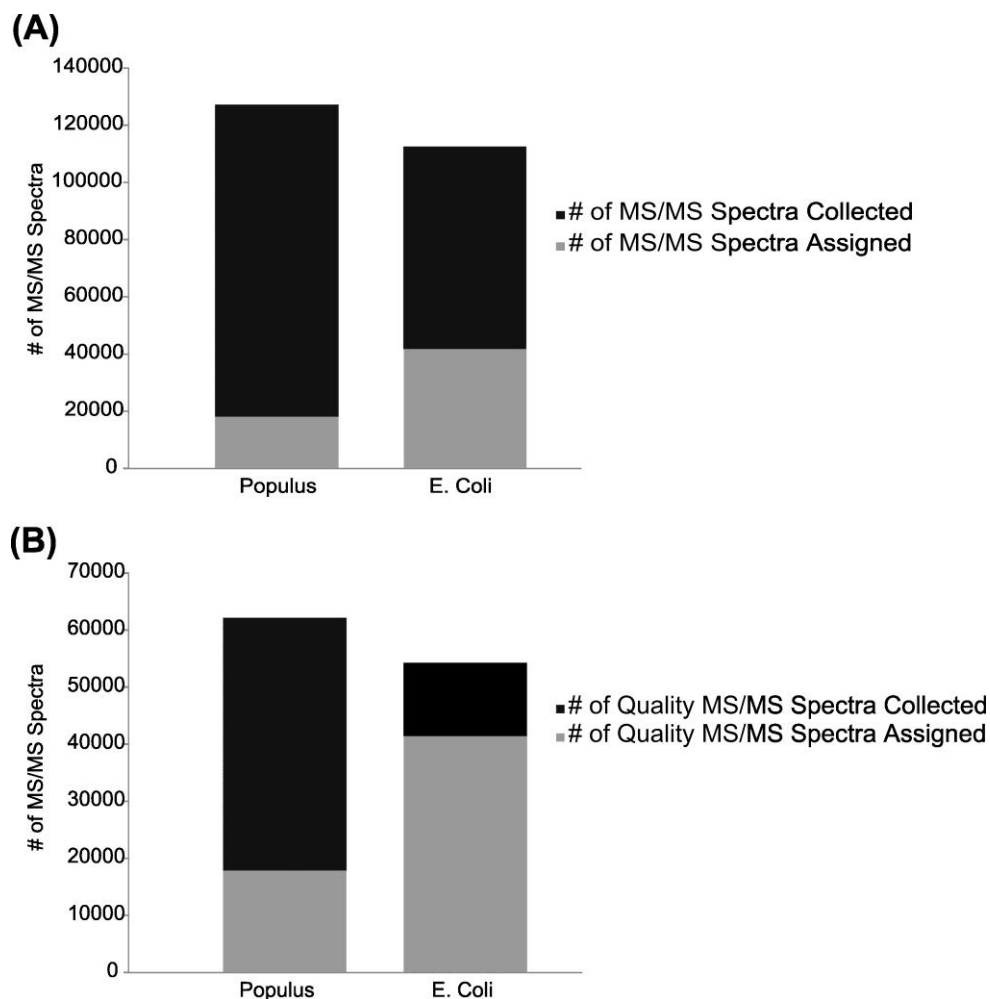 (A)
140000
120000
100000
80000
60000
40000
20000
0
# of MS/MS Spectra
Populus
E. Coli
# of MS/MS Spectra Collected
# of MS/MS Spectra Assigned
(B)
70000
60000
50000
40000
30000
20000
10000
0
# of MS/MS Spectra
Populus
E. Coli
# of Quality MS/MS Spectra Collected
# of Quality MS/MS Spectra Assigned